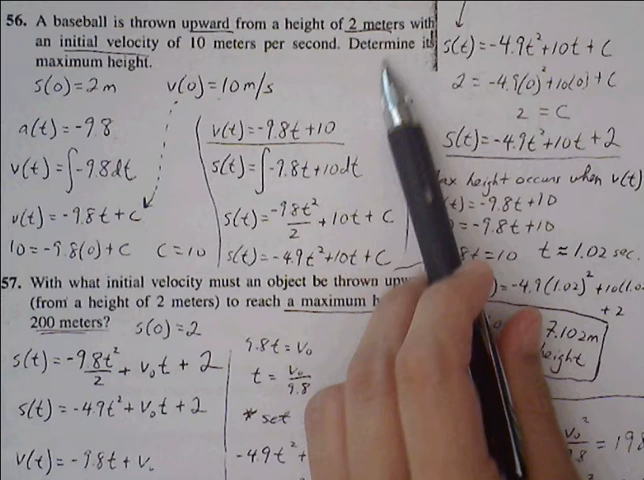 56. A baseball is thrown upward from a height of 2 meters with
an initial velocity of 10 meters per second. Determine its
maximum height.
s(0) = 2m v(0) = 10 m/s
a(t) = -9.8
v(t) = ∫-9.8dt
v(t) = -9.8t + C
10 = -9.8(0) + C C = 10
v(t) = -9.8t + 10
s(t) = ∫-9.8t + 10dt
s(t) = -9.8t²/2 + 10t + C
s(t) = -4.9t² + 10t + C
s(t) = -4.9t² + 10t + C
2 = -4.9(0)² + 10(0) + C
2 = C
s(t) = -4.9t² + 10t + 2
height occurs when v(t)
(t) = -9.8t + 10
= -9.8t + 10
8t = 10 t ≈ 1.02 sec.
) = -4.9(1.02)² + 10(1.0
+ 2
7.102m
height
57. With what initial velocity must an object be thrown
(from a height of 2 meters) to reach a maximum
200 meters? s(0) = 2
s(t) = -9.8t²/2 + v₀t + 2
s(t) = -4.9t² + v₀t + 2
v(t) = -9.8t + v₀
9.8t = v₀
t = v₀/9.8
* set
-4.9t² +
v₀²/ 8 = 198